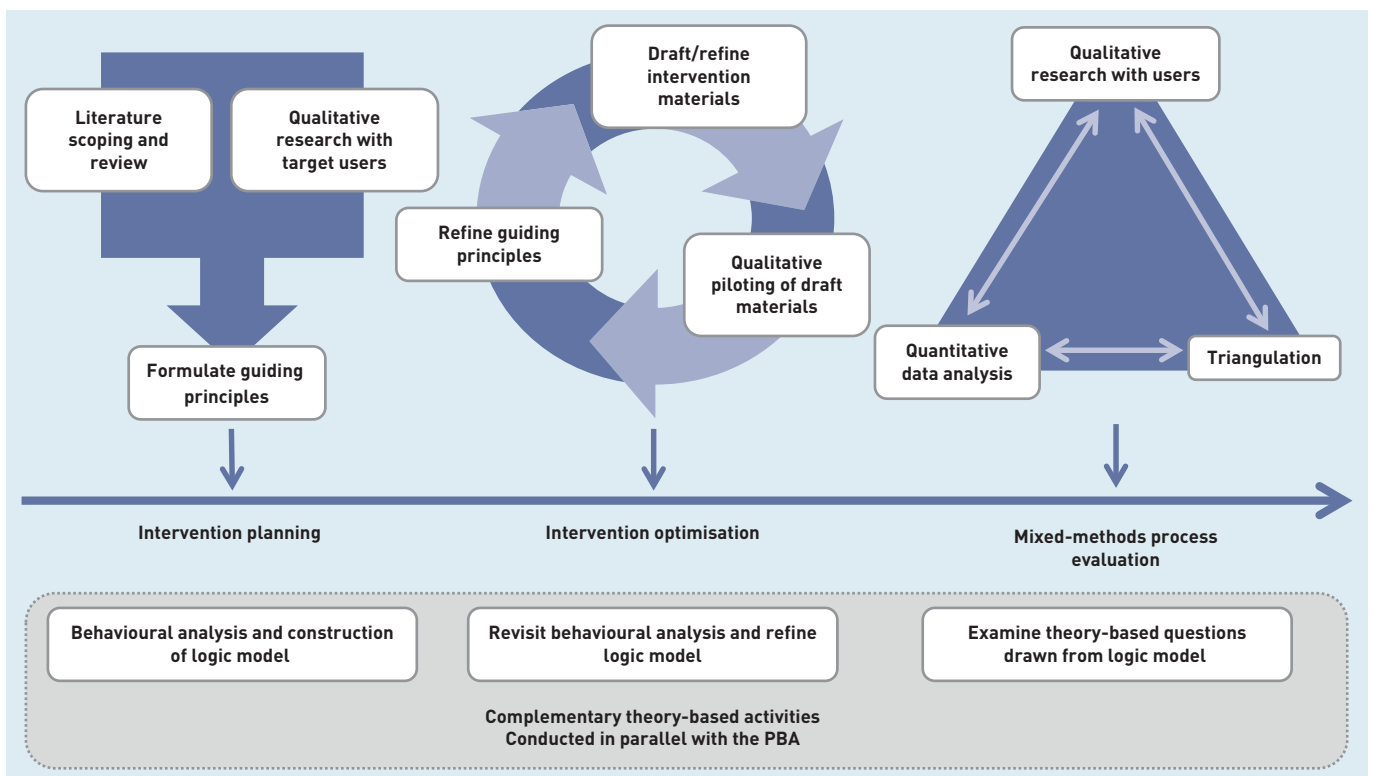 Literature
scoping and
review
Qualitative
research with
target users
Formulate guiding
principles
Draft/refine
intervention
materials
Refine guiding
principles
Qualitative
piloting of draft
materials
Qualitative
research with users
Quantitative
data analysis
Triangulation
Intervention planning
Intervention optimisation
Mixed-methods process
evaluation
Behavioural analysis and construction
of logic model
Revisit behavioural analysis and refine
logic model
Examine theory-based questions
drawn from logic model
Complementary theory-based activities
Conducted in parallel with the PBA